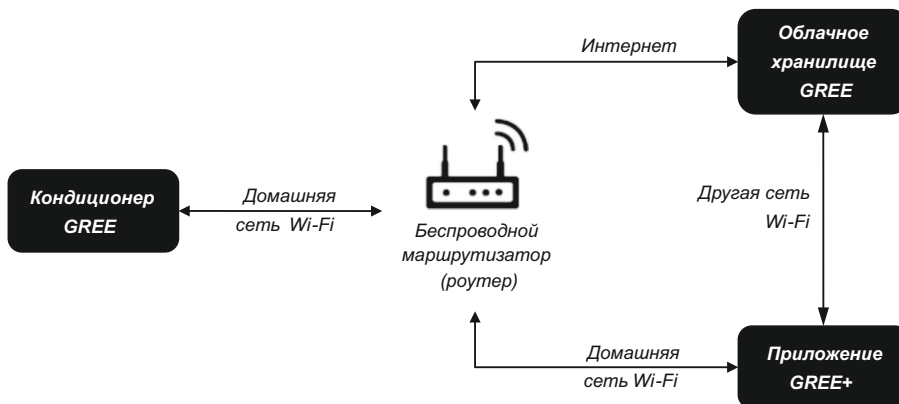 Интернет
Облачное
хранилище
GREE
Кондиционер
GREE
Домашняя
сеть Wi-Fi
Беспроводной
маршрутизатор
(роутер)
Другая сеть
Wi-Fi
Домашняя
сеть Wi-Fi
Приложение
GREE+